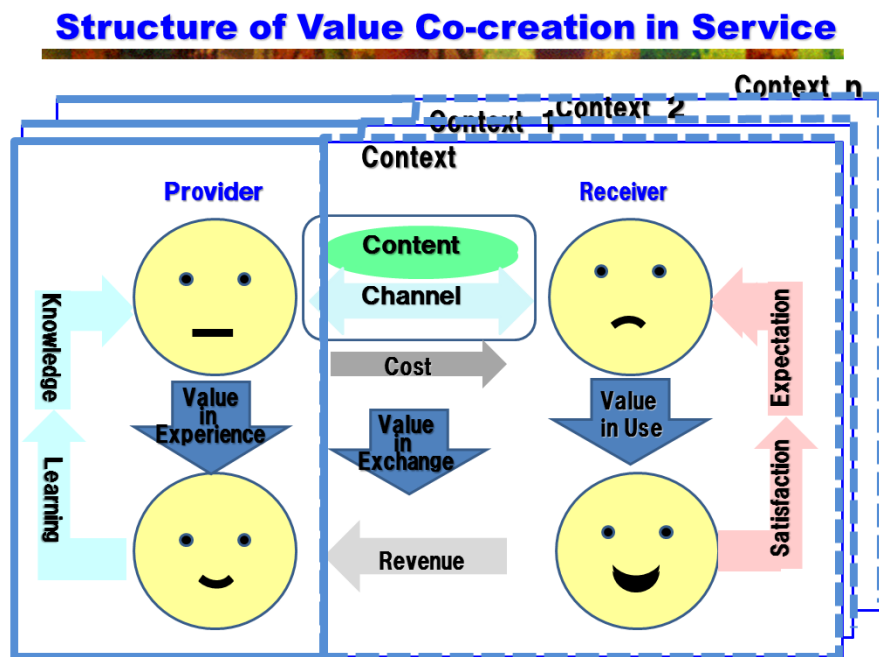 Structure of Value Co-creation in Service
Context n
Context 2
Context 1
Context
Provider
Receiver
Content
Channel
Knowledge
Expectation
Cost
Value
in
Experience
Value
in
Exchange
Value
in Use
Learning
Satisfaction
Revenue